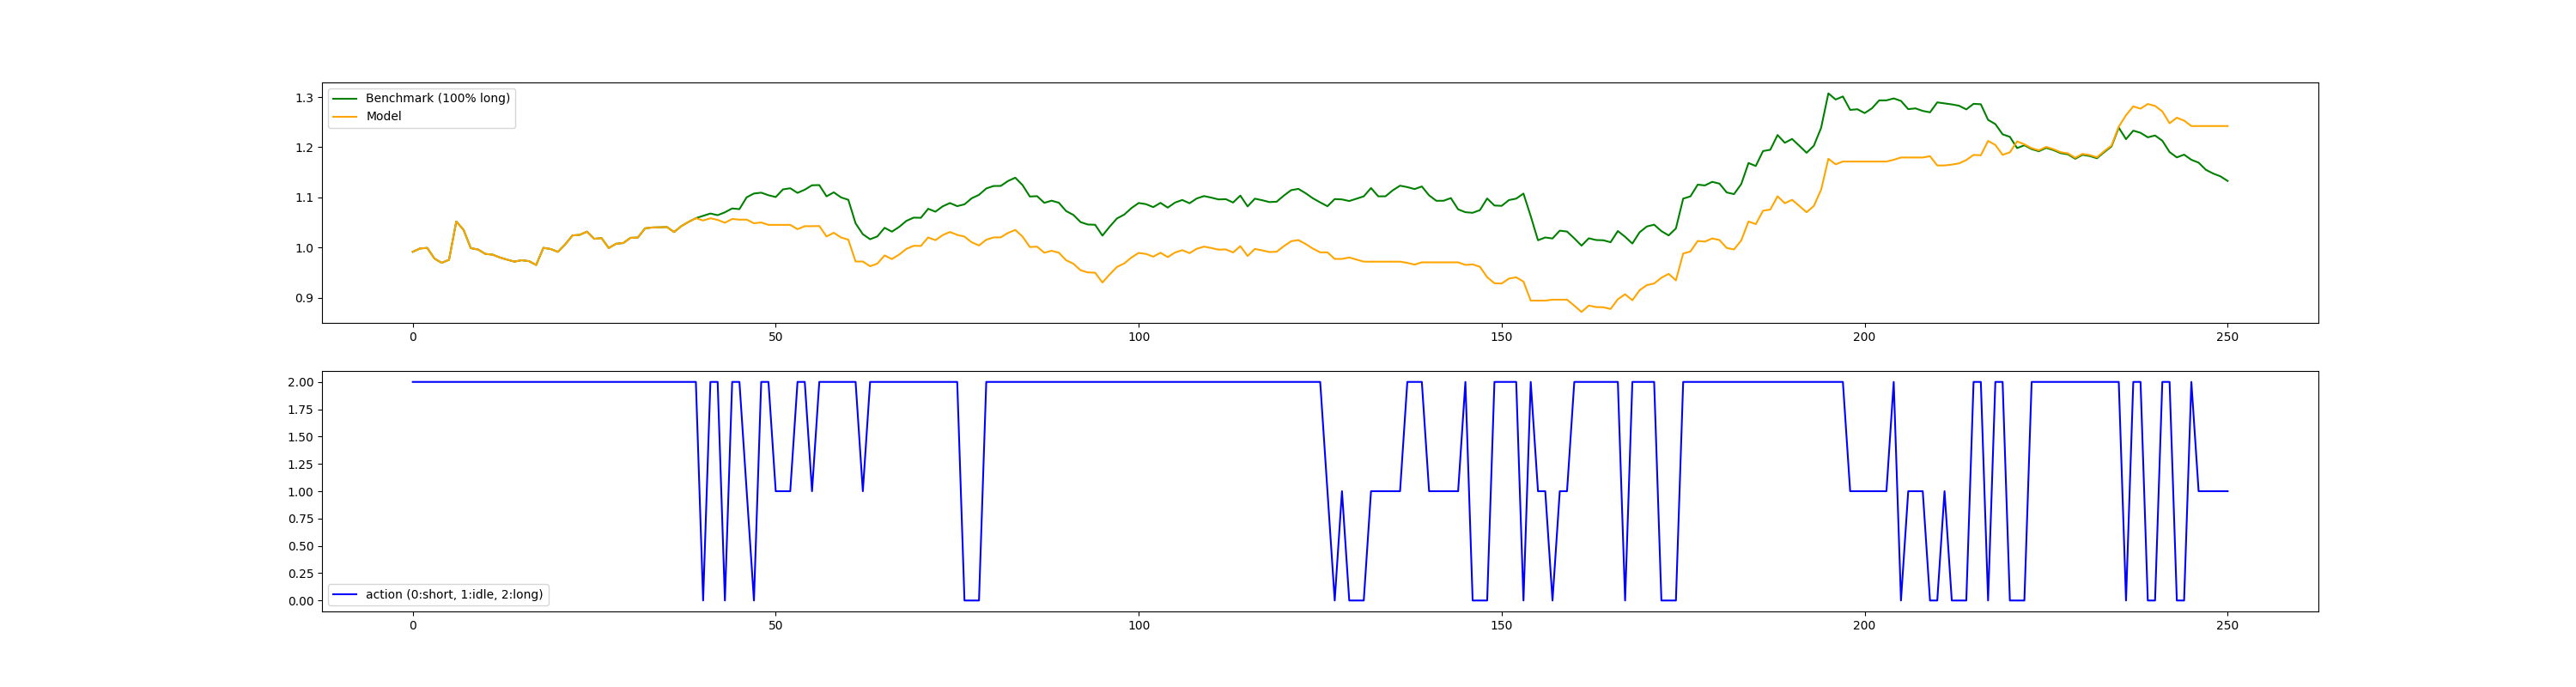 1.3
1.2
1.1
1.0
0.9
Benchmark (100% long)
Model
0 50 100 150 200 250
2.00
1.75
1.50
1.25
1.00
0.75
0.50
0.25
0.00
action (0:short, 1:idle, 2:long)
0 50 100 150 200 250